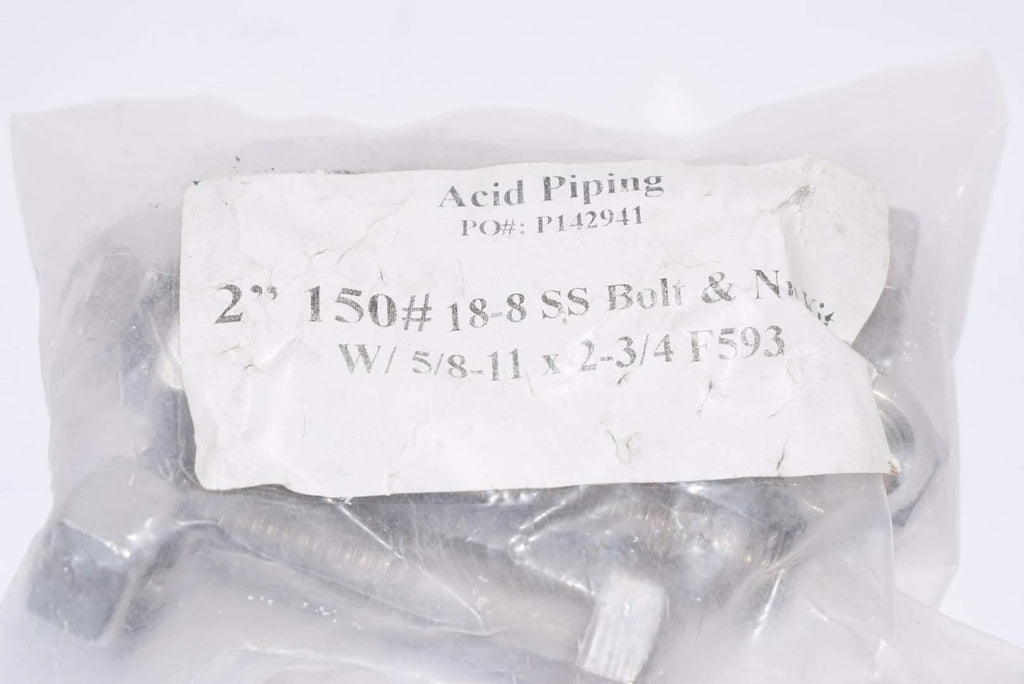 Acid Piping
PO#: P142941
2” 150# 18-8 SS Bolt &
W/ 5/8-11 x 2-3/4 F593